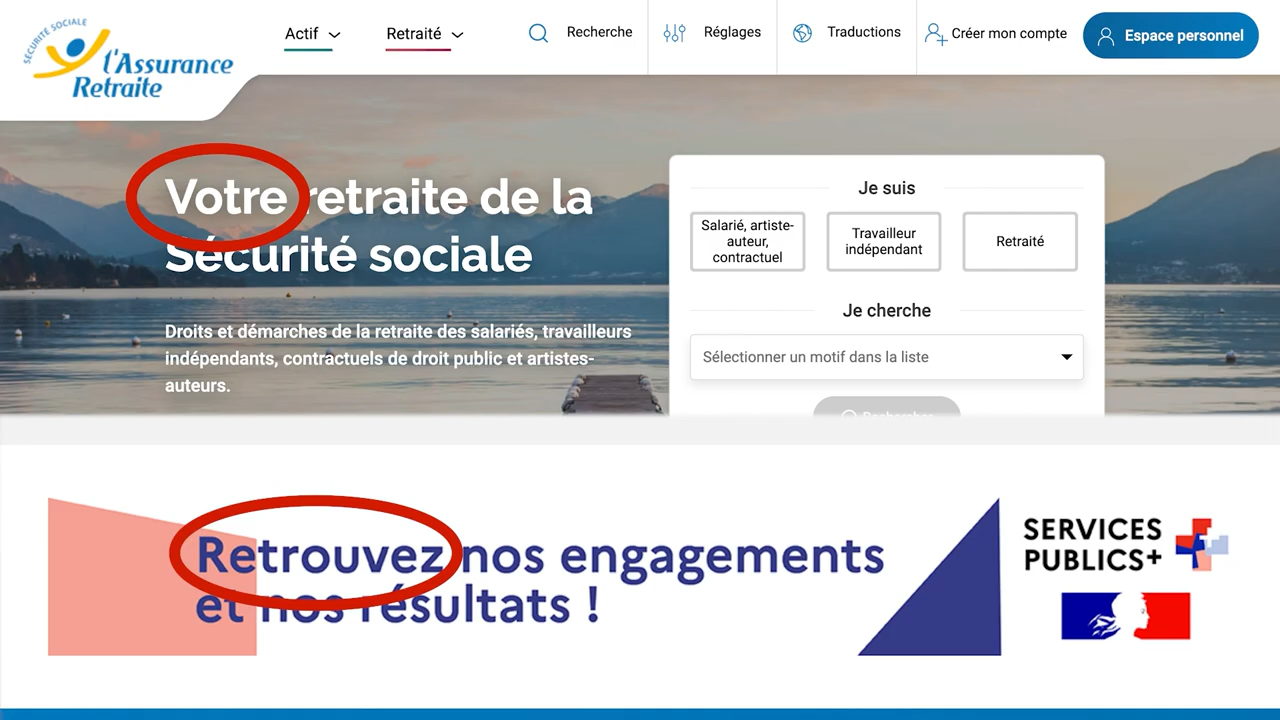 SÉCURITÉ SOCIALE
l'Assurance
Retraite
Actif
Retraité
Recherche
Réglages
Traductions
Créer mon compte
Espace personnel
Votre retraite de la
Sécurité sociale
Droits et démarches de la retraite des salariés, travailleurs
indépendants, contractuels de droit public et artistes-
auteurs.
Je suis
Salarié, artiste-
auteur,
contractuel
Travailleur
indépendant
Retraité
Je cherche
Sélectionner un motif dans la liste
Retrouvez nos engagements
et nos résultats !
SERVICES
PUBLICS+